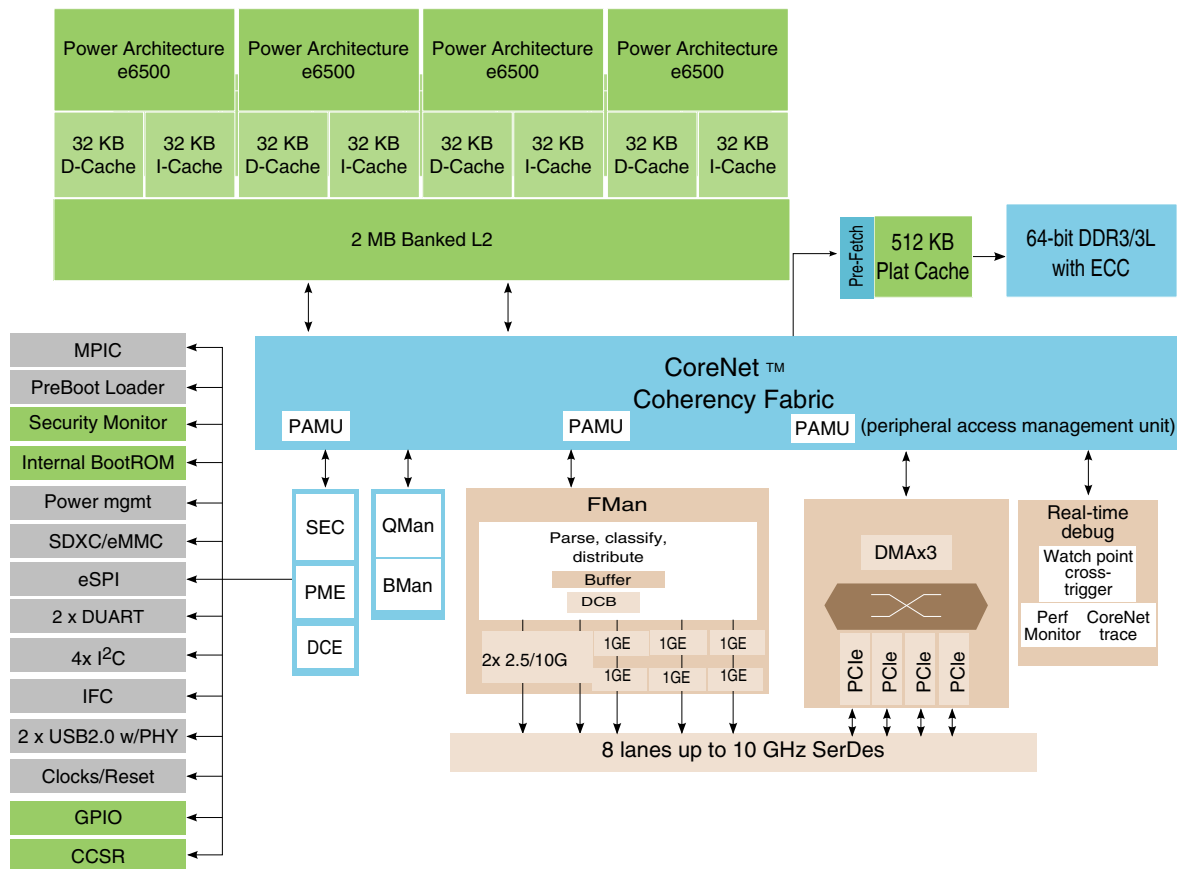 Power Architecture
e6500
Power Architecture
e6500
Power Architecture
e6500
Power Architecture
e6500
32 KB
D-Cache
32 KB
I-Cache
32 KB
D-Cache
32 KB
I-Cache
32 KB
D-Cache
32 KB
I-Cache
32 KB
D-Cache
32 KB
I-Cache
2 MB Banked L2
Pre-Fetch
512 KB
Plat Cache
64-bit DDR3/3L
with ECC
MPIC
PreBoot Loader
Security Monitor
Internal BootROM
Power mgmt
SDXC/eMMC
eSPI
2 x DUART
4x I²C
IFC
2 x USB2.0 w/PHY
Clocks/Reset
GPIO
CCSR
CoreNet TM
Coherency Fabric
PAMU
PAMU
PAMU (peripheral access management unit)
SEC
PME
DCE
QMan
BMan
FMan
Parse, classify,
distribute
Buffer
DCB
2x 2.5/10G
1GE
1GE
1GE
1GE
1GE
1GE
DMAx3
PCIe
PCIe
PCIe
PCIe
Real-time
debug
Watch point
cross-
trigger
Perf
Monitor
CoreNet
trace
8 lanes up to 10 GHz SerDes